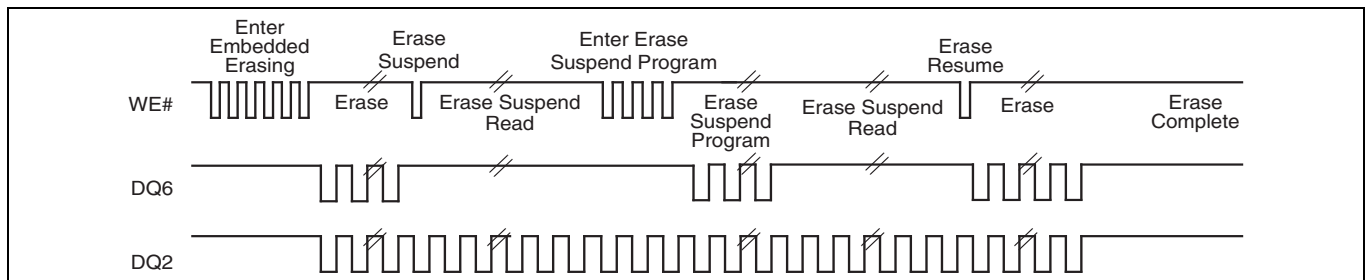 Enter
Embedded
Erasing
Erase
Suspend
Enter Erase
Suspend Program
Erase
Resume
WE#
Erase
Erase Suspend
Read
Erase
Suspend
Program
Erase Suspend
Read
Erase
Erase
Complete
DQ6
DQ2